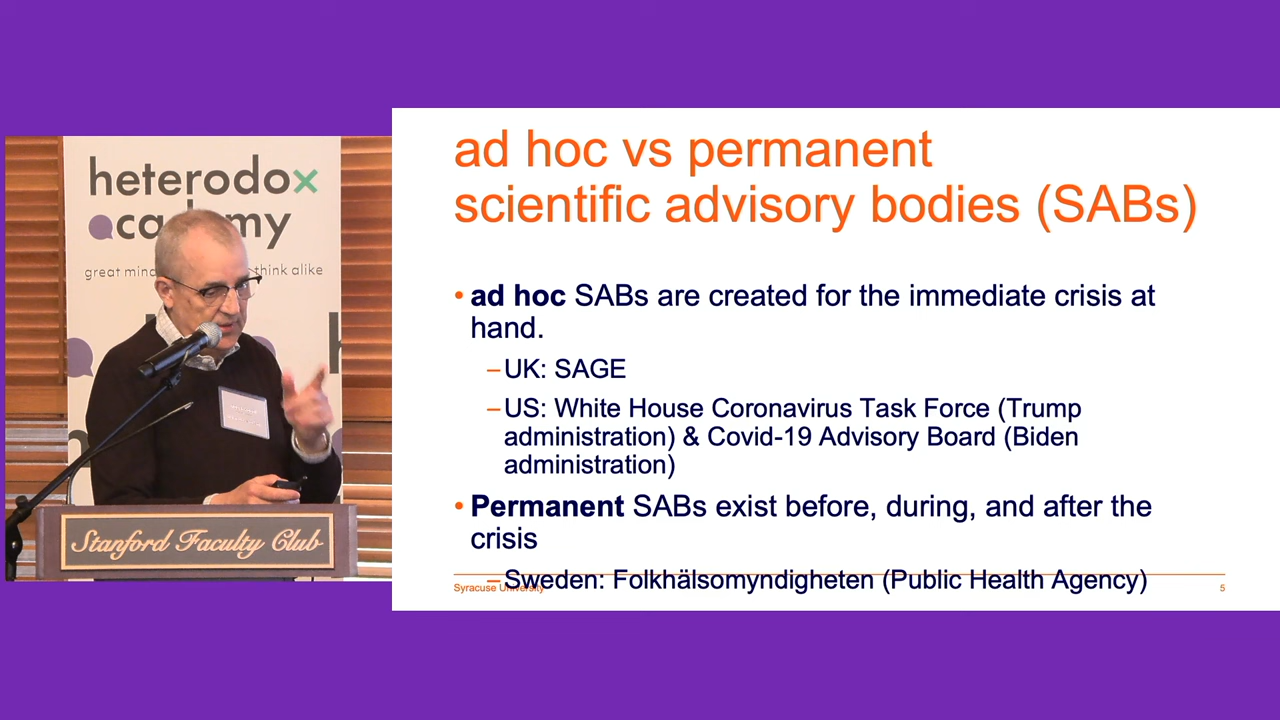 heterodox
academy
great mind think alike
Stanford Faculty Club
ad hoc vs permanent
scientific advisory bodies (SABs)
• ad hoc SABs are created for the immediate crisis at
hand.
–UK: SAGE
–US: White House Coronavirus Task Force (Trump
administration) & Covid-19 Advisory Board (Biden
administration)
• Permanent SABs exist before, during, and after the
crisis
–Sweden: Folkhälsomyndigheten (Public Health Agency)
Syracuse University
5